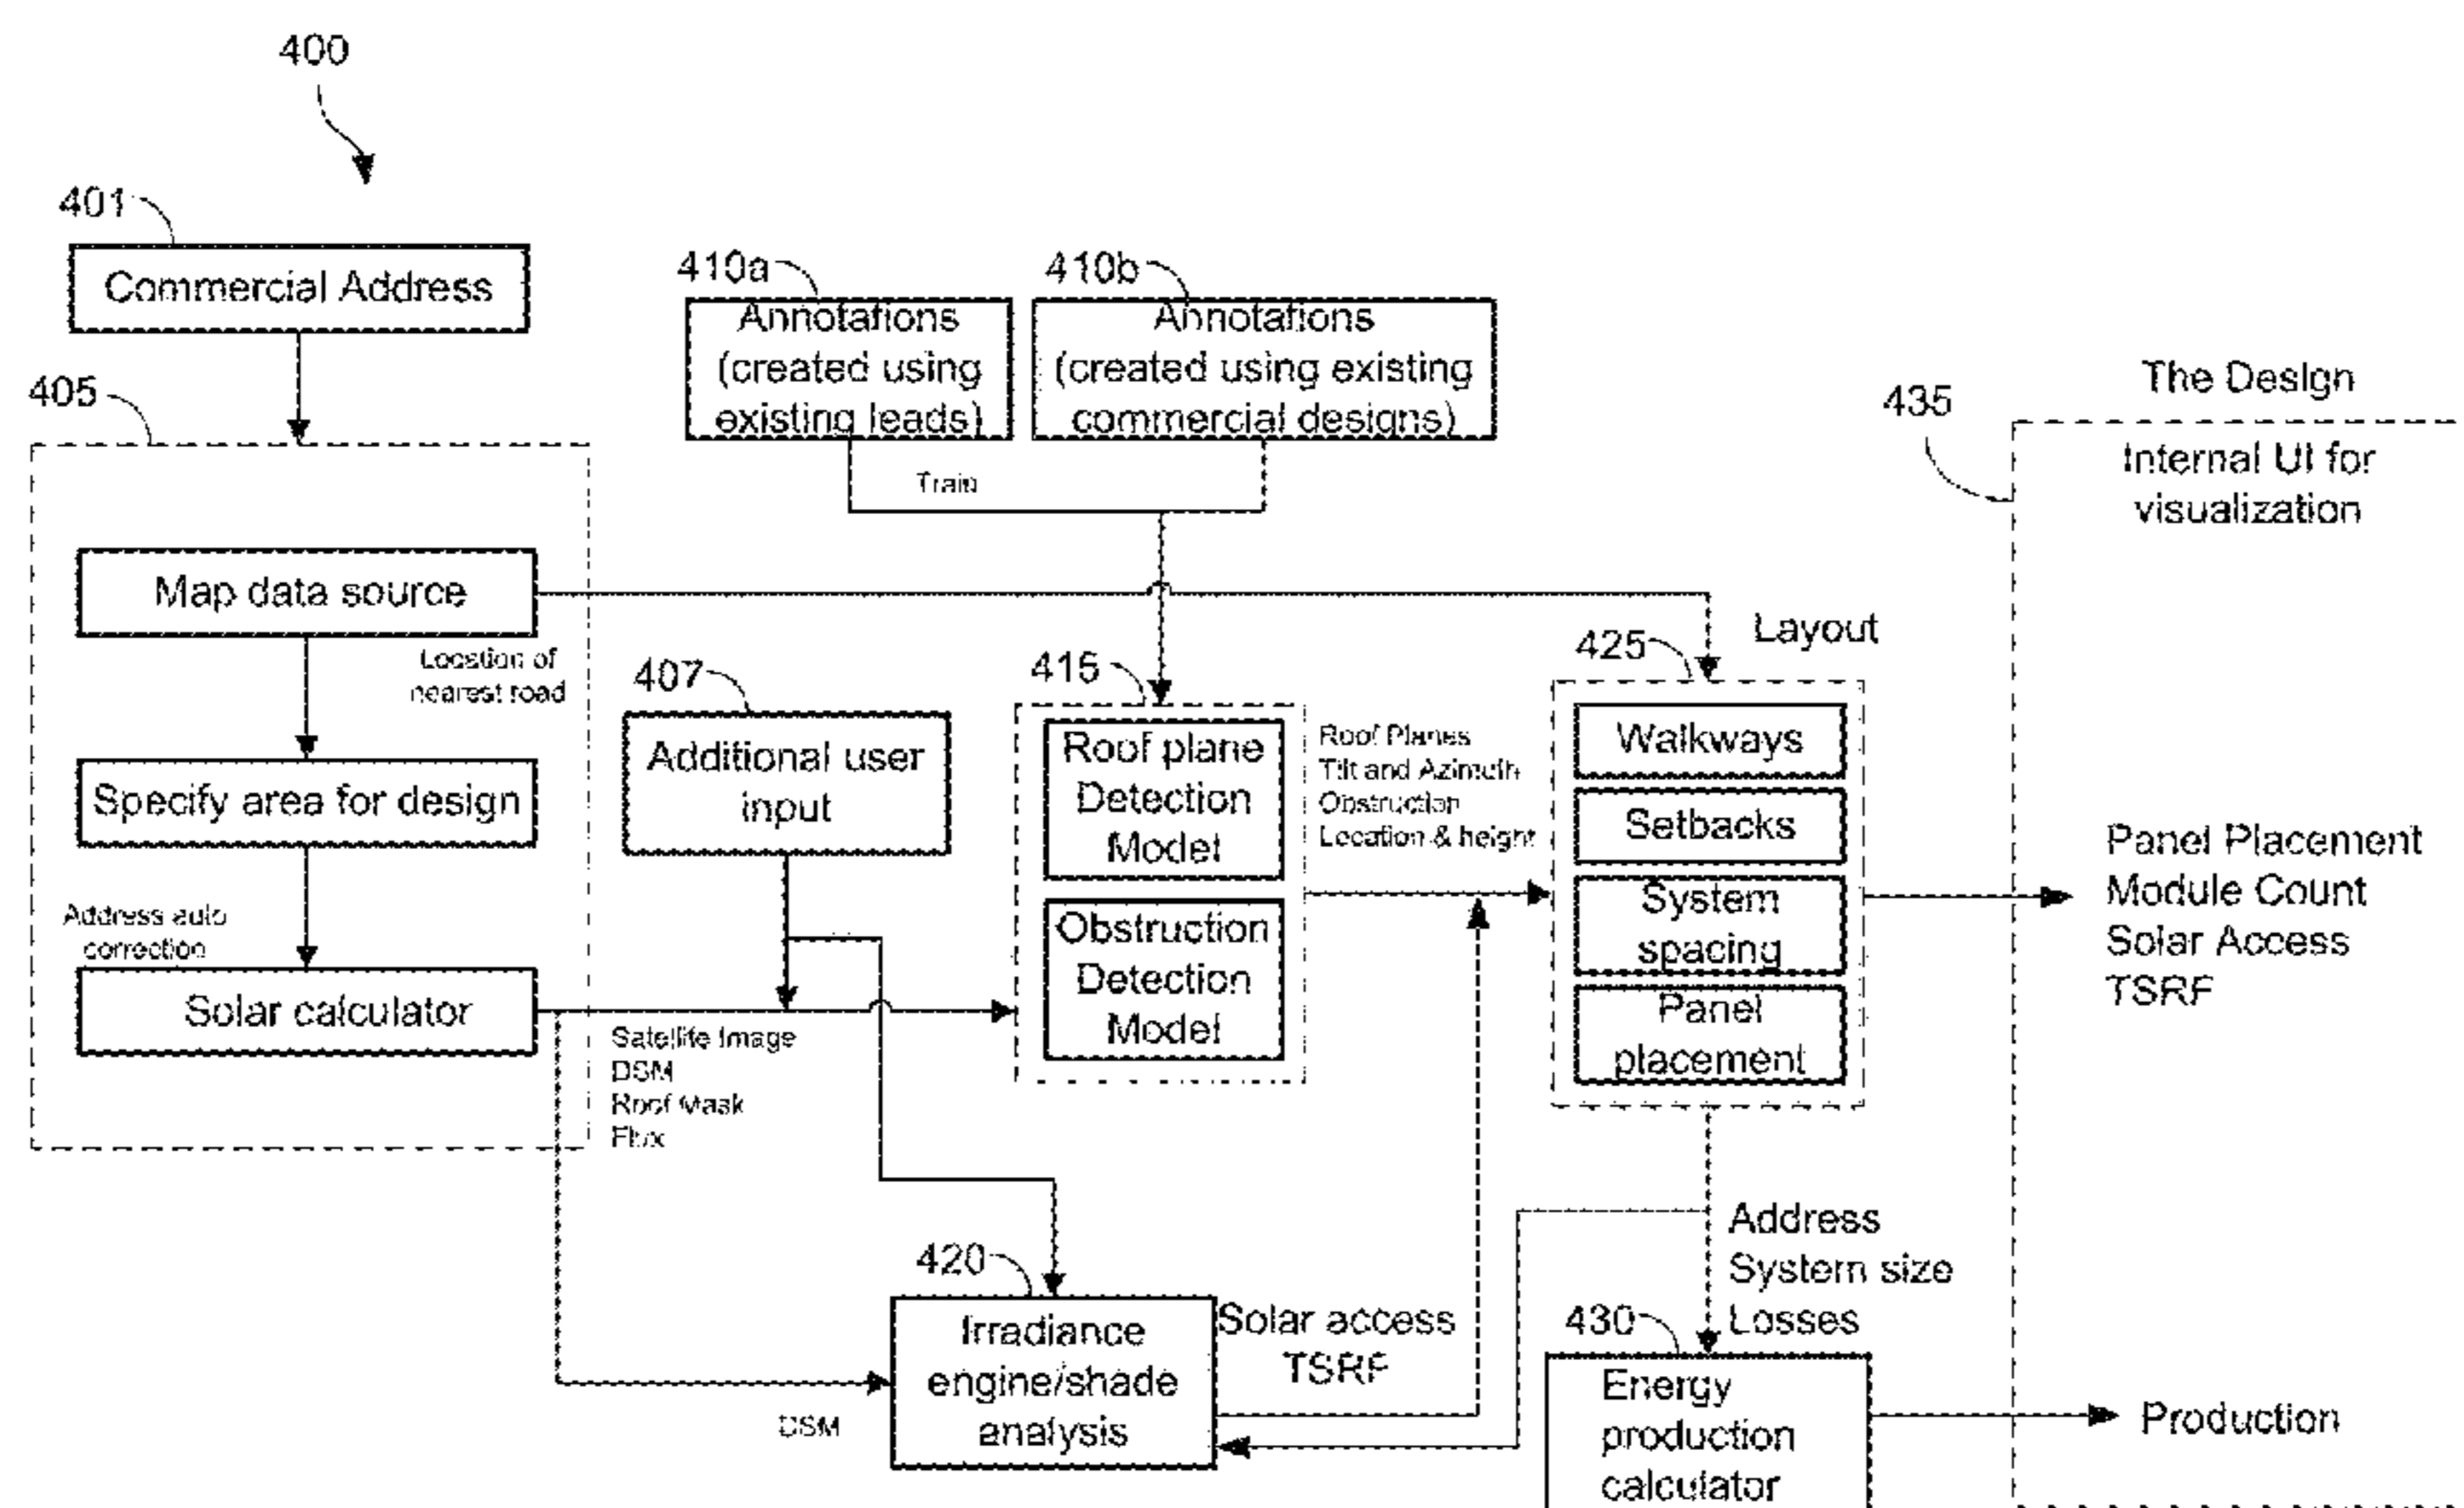 400
401
Commercial Address
405
Map data source
Location of
nearest road
Specify area for design
Address auto
correction
Solar calculator
Satellite Image
DSM
Roof Mask
Flux
410a
Annotations
(created using
existing leads)
410b
Annotations
(created using existing
commercial designs)
Train
407
Additional user
input
415
Roof plane
Detection
Model
Obstruction
Detection
Model
Roof Planes
Tilt and Azimuth
Obstruction
Location & height
Layout
425
Walkways
Setbacks
System
spacing
Panel
placement
420
Irradiance
engine/shade
analysis
DSM
Solar access
TSRF
Address
System size
Losses
430
Energy
production
calculator
435
The Design
Internal UI for
visualization
Panel Placement
Module Count
Solar Access
TSRF
Production